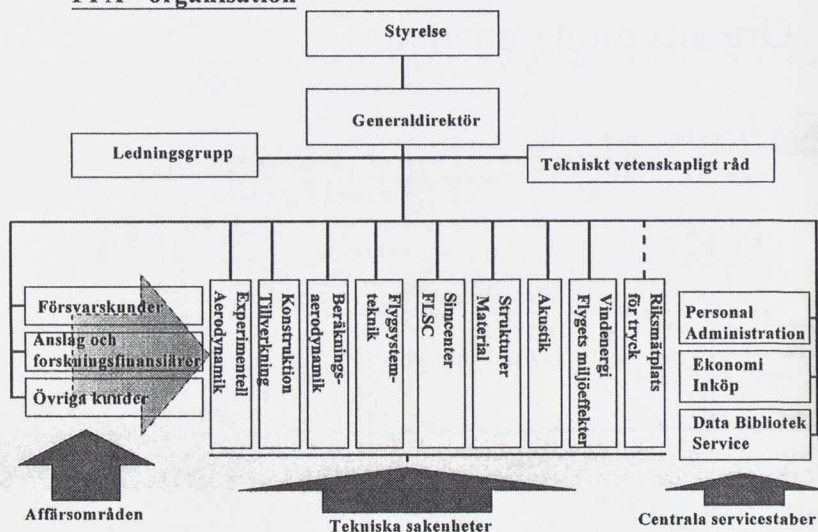 organisation
Styrelse
Generaldirektör
Ledningsgrupp
Tekniskt vetenskapligt råd
Försvarskunder
Anslag och
forskningsfinansiärer
Övriga kunder
Experimentell
Aerodynamik
Konstruktion
Tillverkning
Beräknings-
aerodynamik
Flygsystem-
teknik
Simcenter
FLSC
Strukturer
Material
Akustik
Vindenergi
Flygets miljöeffekter
Riksmätplats
för tryck
Personal
Administration
Ekonomi
Inköp
Data Bibliotek
Service
Affärsområden
Tekniska sakenheter
Centrala servicestaber